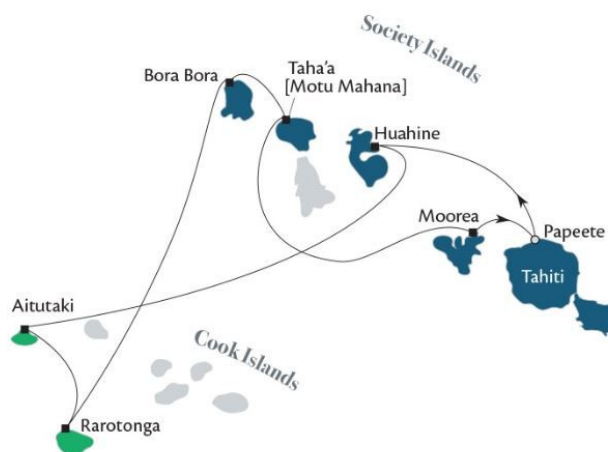 Society Islands
Bora Bora
Taha'a
[Motu Mahana]
Huahine
Moorea
Papeete
Tahiti
Aitutaki
Cook Islands
Rarotonga